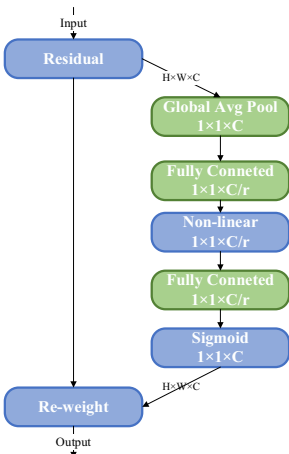 Input
Residual
H×W×C
Global Avg Pool
1×1×C
Fully Conneted
1×1×C/r
Non-linear
1×1×C/r
Fully Conneted
1×1×C/r
Sigmoid
1×1×C
H×W×C
Re-weight
Output